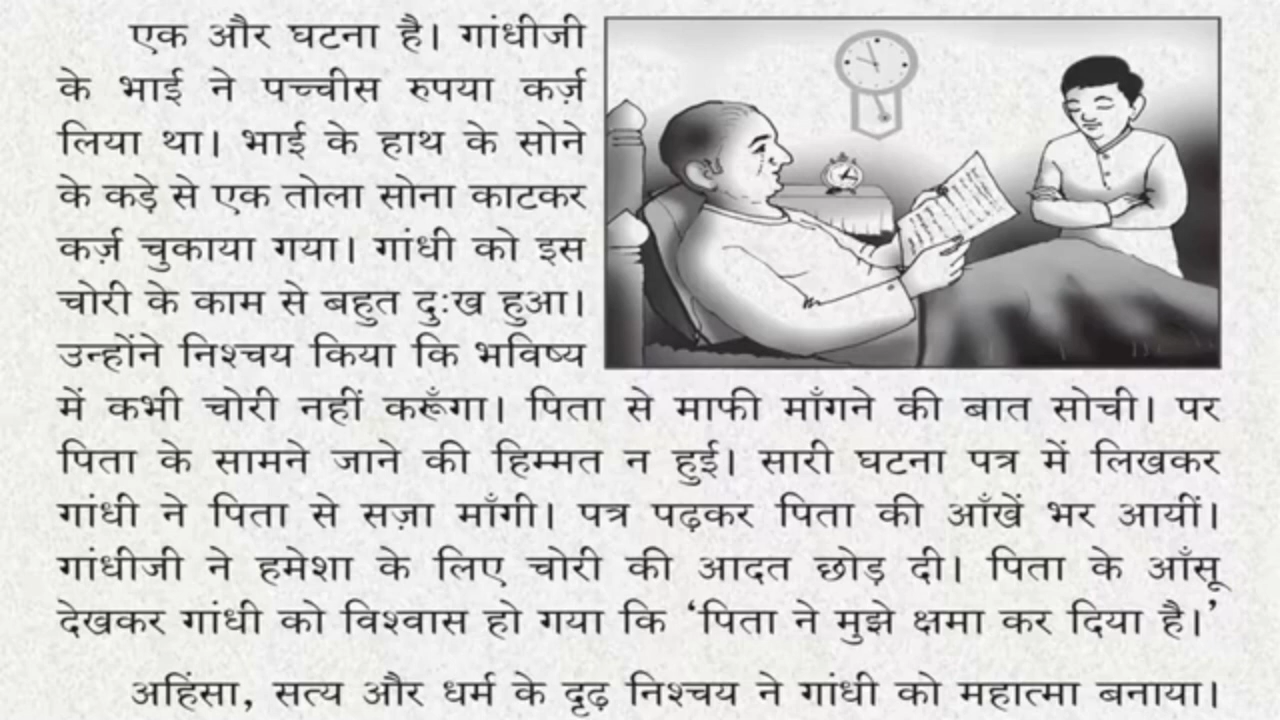 एक और घटना है। गांधीजी
के भाई ने पच्चीस रुपया कर्ज़
लिया था। भाई के हाथ के सोने
के कड़े से एक तोला सोना काटकर
कर्ज़ चुकाया गया। गांधी को इस
चोरी के काम से बहुत दुःख हुआ।
उन्होंने निश्चय किया कि भविष्य
में कभी चोरी नहीं करूँगा। पिता से माफी माँगने की बात सोची। पर
पिता के सामने जाने की हिम्मत न हुई। सारी घटना पत्र में लिखकर
गांधी ने पिता से सज़ा माँगी। पत्र पढ़कर पिता की आँखें भर आयीं।
गांधीजी ने हमेशा के लिए चोरी की आदत छोड़ दी। पिता के आँसू
देखकर गांधी को विश्वास हो गया कि ‘पिता ने मुझे क्षमा कर दिया है।’
अहिंसा, सत्य और धर्म के दृढ़ निश्चय ने गांधी को महात्मा बनाया।